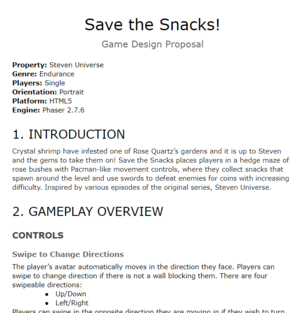 Save the Snacks!
Game Design Proposal
Property: Steven Universe
Genre: Endurance
Players: Single
Orientation: Portrait
Platform: HTML5
Engine: Phaser 2.7.6
1. INTRODUCTION
Crystal shrimp have infested one of Rose Quartz's gardens and it is up to Steven
and the gems to take them on! Save the Snacks places players in a hedge maze of
rose bushes with Pacman-like movement controls, where they collect snacks that
spawn around the level and use swords to defeat enemies for coins with increasing
difficulty. Inspired by various episodes of the original series, Steven Universe.
2. GAMEPLAY OVERVIEW
CONTROLS
Swipe to Change Directions
The player's avatar automatically moves in the direction they face. Players can
swipe to change direction if there is not a wall blocking them. There are four
swipeable directions:
● Up/Down
● Left/Right
Players can swipe in the opposite direction they are moving in if they wish to turn